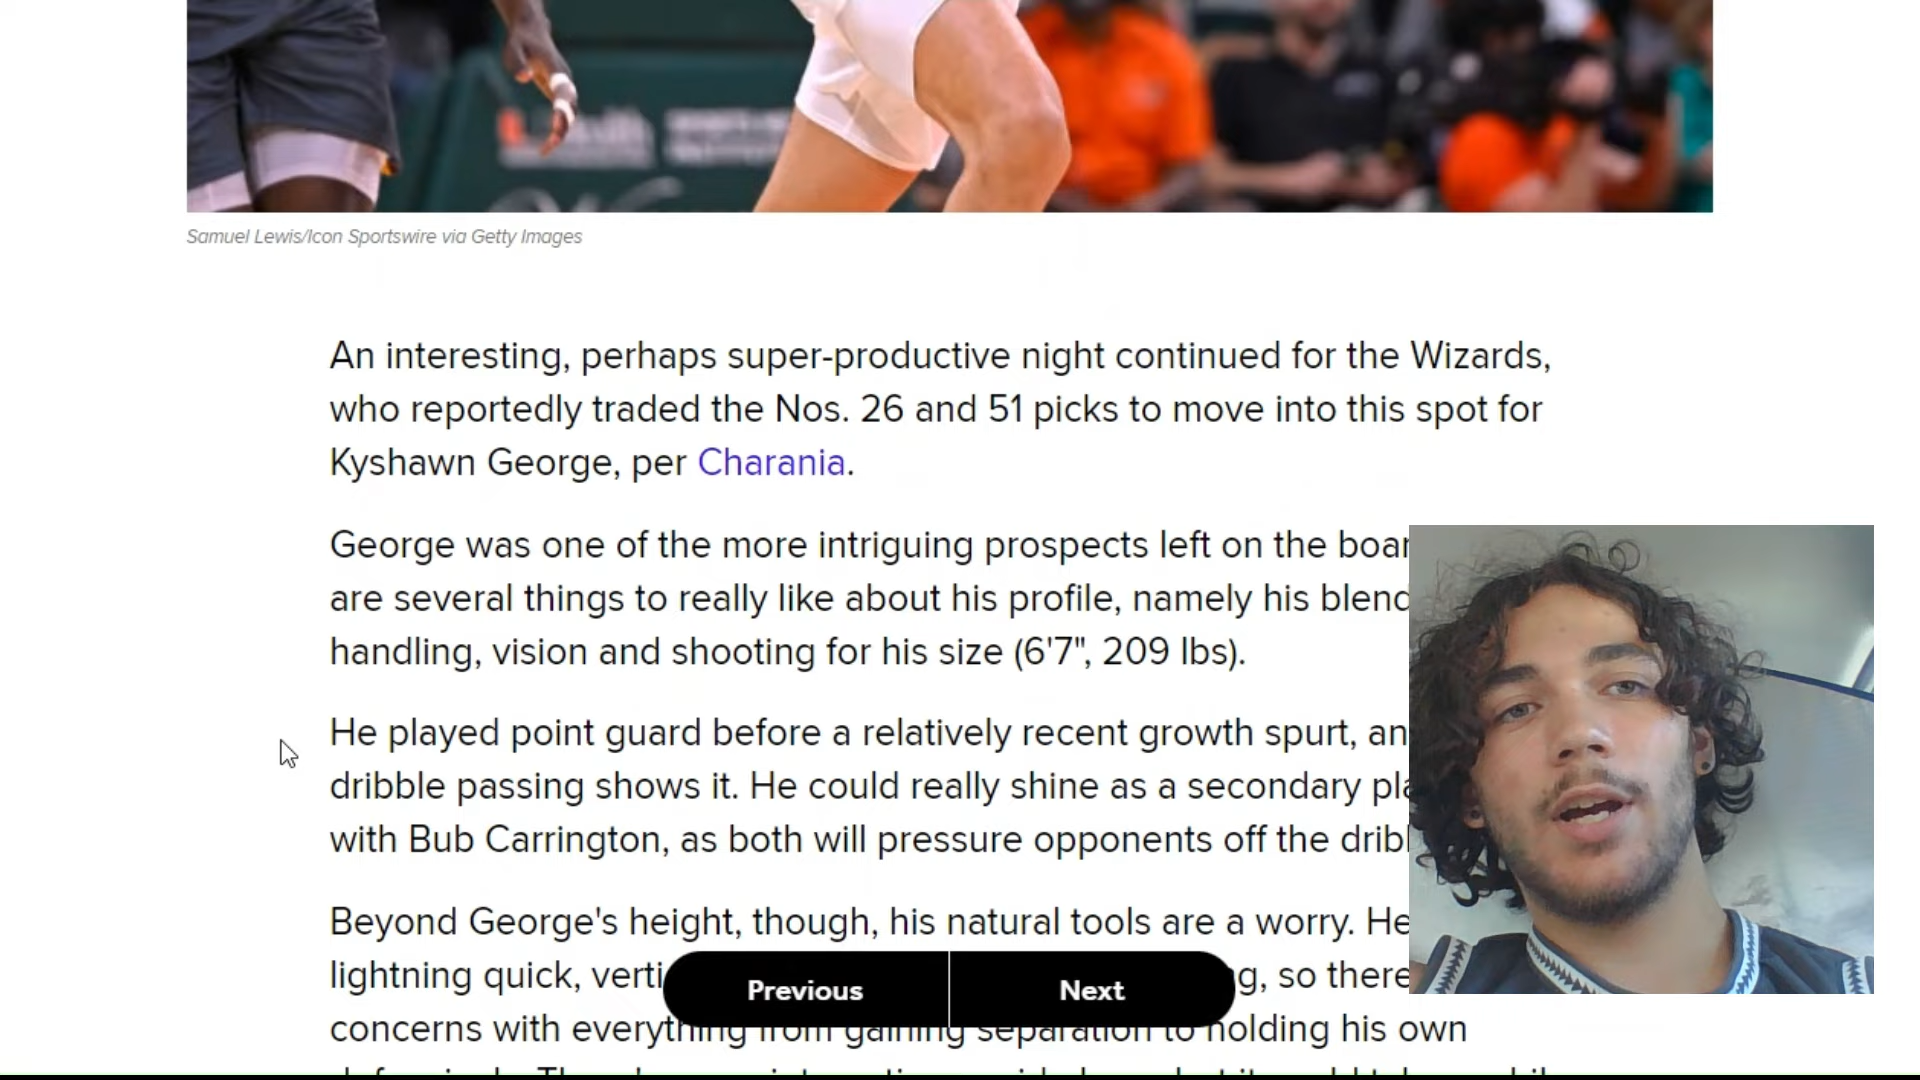 Samuel Lewis/Icon Sportswire via Getty Images
An interesting, perhaps super-productive night continued for the Wizards,
who reportedly traded the Nos. 26 and 51 picks to move into this spot for
Kyshawn George, per Charania.
George was one of the more intriguing prospects left on the boar
are several things to really like about his profile, namely his blend
handling, vision and shooting for his size (6'7", 209 lbs).
He played point guard before a relatively recent growth spurt, an
dribble passing shows it. He could really shine as a secondary pla
with Bub Carrington, as both will pressure opponents off the drib
Beyond George's height, though, his natural tools are a worry. He
lightning quick, verti g, so there
Previous Next
concerns with everything from gaining separation to holding his own